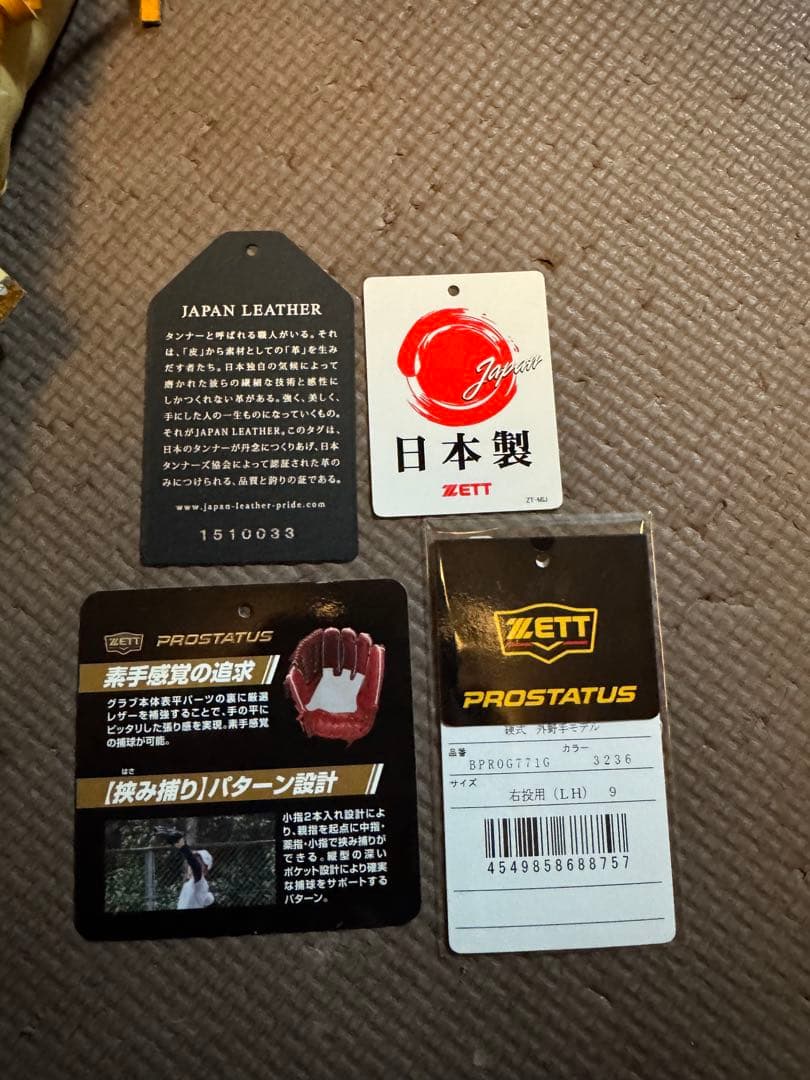 JAPAN LEATHER
タンナーと呼ばれる職人がいる。それ
は、「皮」から素材としての「革」を生み
だす者たち。日本独自の気候によって
磨かれた彼らの繊細な技術と感性に
しかつくれない革がある。強く、美しく、
手にした人の一生ものになっていくもの。
それがJAPAN LEATHER。このタグは、
日本のタンナーが丹念につくりあげ、日本
タンナーズ協会によって認証された革の
みにつけられる、品質と誇りの証である。
www.japan-leather-pride.com
1510033
Japan
日本製
ZETT
ZT-MIJ
ZETT PROSTATUS
素手感覚の追求
グラブ本体表平パーツの裏に厳選
レザーを補強することで、手の平に
ピッタリした張り感を実現。素手感覚
の捕球が可能。
はさ
【挟み捕り】パターン設計
小指2本入れ設計によ
り、親指を起点に中指・
薬指・小指で挟み捕りが
できる。縦型の深い
ポケット設計により確実
な捕球をサポートする
パターン。
ZETT
PROSTATUS
硬式 外野手モデル
品番 カラー
BPROG771G 3236
サイズ
右投用(LH) 9
4549858688757